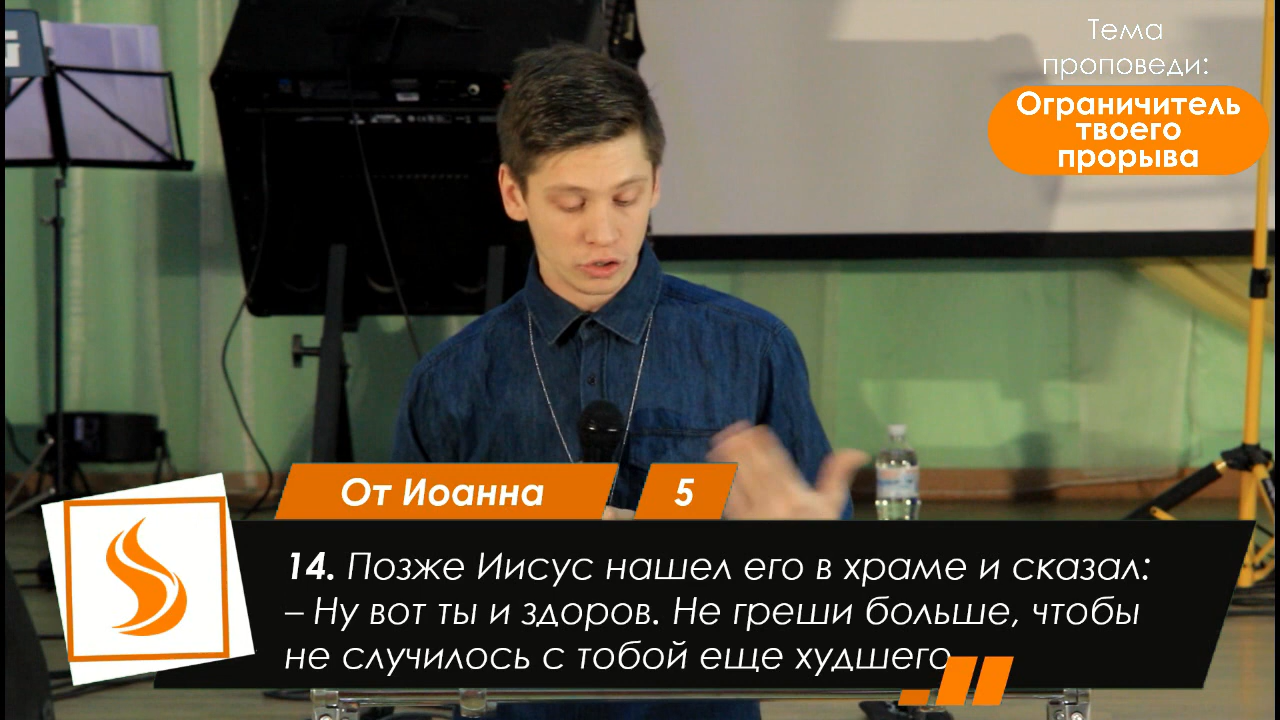 Тема
проповеди:
Ограничитель
твоего
прорыва
От Иоанна 5
14. Позже Иисус нашел его в храме и сказал:
– Ну вот ты и здоров. Не греши больше, чтобы
не случилось с тобой еще худшего